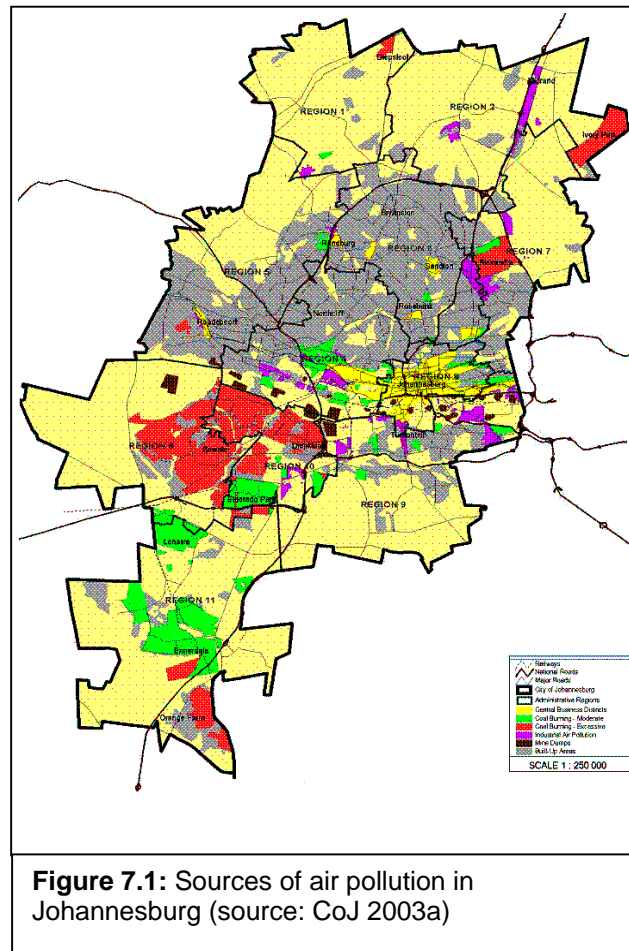 Diepsloot
Midrand
REGION 1
REGION 2
Ivory Park
Bryanston
REGION 7
Randburg
REGION 5
Sandton
Alexandra
Northcliff
Rosebank
Roodepoort
REGION 4
REGION 8
Johannesburg
REGION 6
Soweto
Diepkloof
Turffontein
REGION 10
Eldorado Park
REGION 9
Lenasia
REGION 11
Ennerdale
Orange Farm
Railways
National Roads
Major Roads
City of Johannesburg
Administrative Regions
Central Business Districts
Coal Burning - Moderate
Coal Burning - Excessive
Industrial Air Pollution
Mine Dumps
Built-Up Areas
SCALE 1 : 250 000
Figure 7.1: Sources of air pollution in
Johannesburg (source: CoJ 2003a)